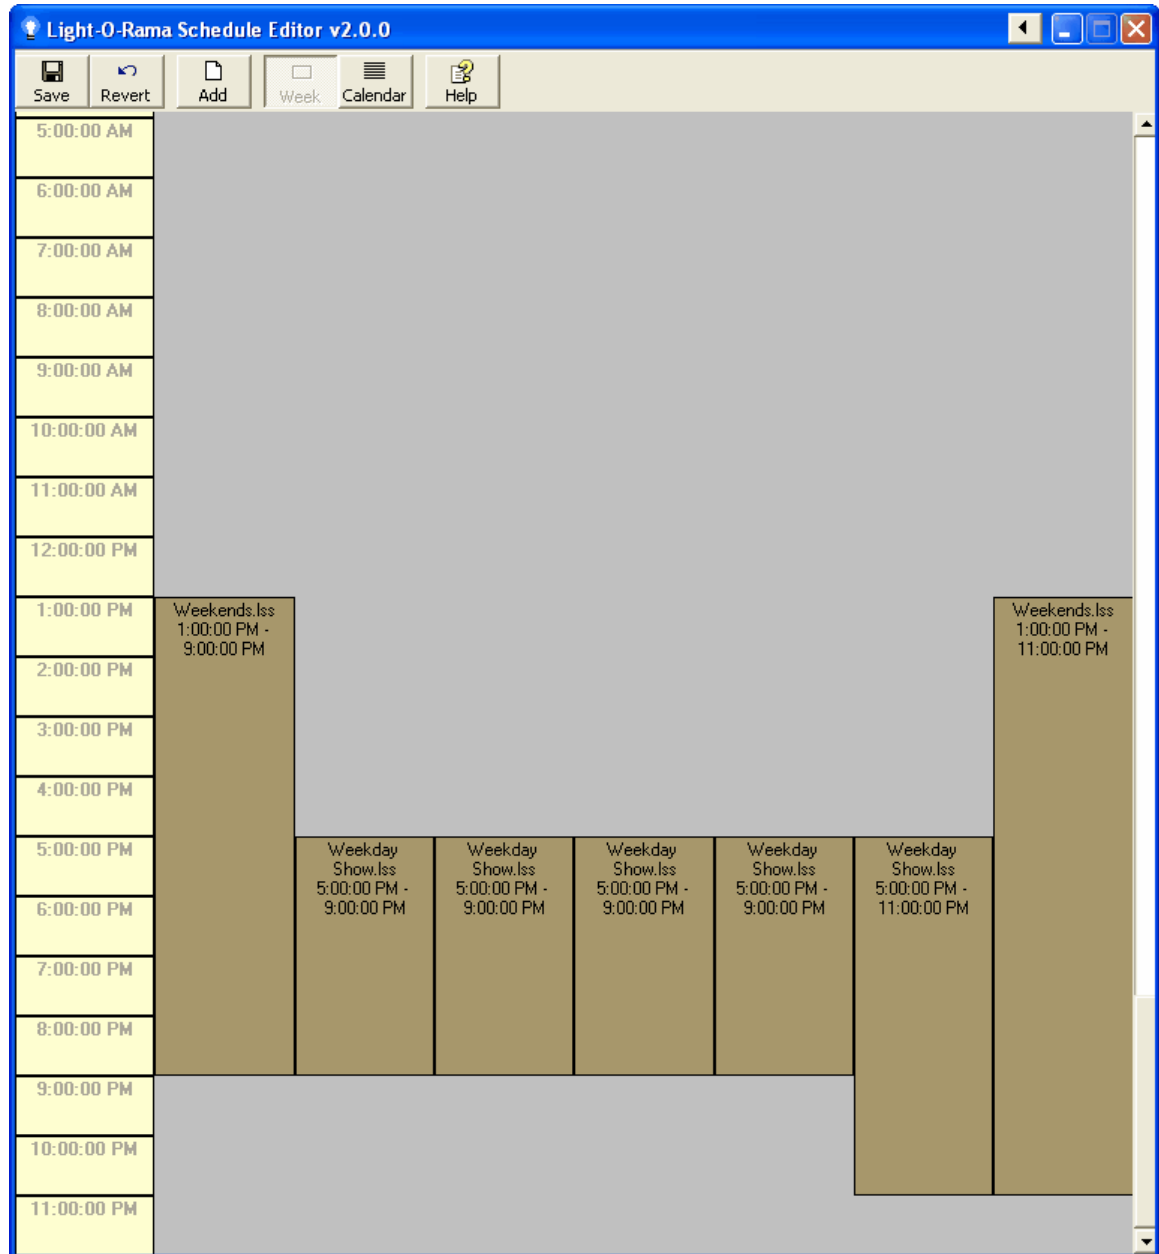 Light-O-Rama Schedule Editor v2.0.0
Save Revert Add Week Calendar Help
5:00:00 AM
6:00:00 AM
7:00:00 AM
8:00:00 AM
9:00:00 AM
10:00:00 AM
11:00:00 AM
12:00:00 PM
1:00:00 PM
2:00:00 PM
3:00:00 PM
4:00:00 PM
5:00:00 PM
6:00:00 PM
7:00:00 PM
8:00:00 PM
9:00:00 PM
10:00:00 PM
11:00:00 PM
Weekends.lss
1:00:00 PM -
9:00:00 PM
Weekday
Show.lss
5:00:00 PM -
9:00:00 PM
Weekday
Show.lss
5:00:00 PM -
9:00:00 PM
Weekday
Show.lss
5:00:00 PM -
9:00:00 PM
Weekday
Show.lss
5:00:00 PM -
9:00:00 PM
Weekday
Show.lss
5:00:00 PM -
11:00:00 PM
Weekends.lss
1:00:00 PM -
11:00:00 PM